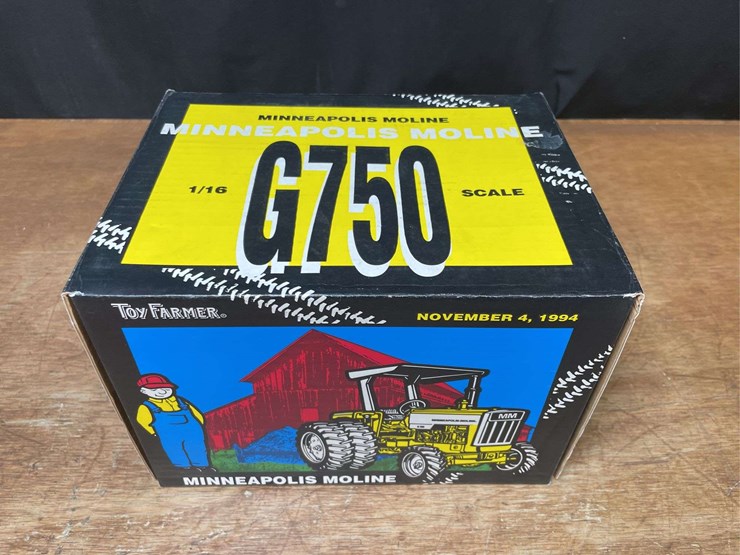 MINNEAPOLIS MOLINE
MINNEAPOLIS MOLINE
1/16 G750 SCALE
TOY FARMER®
NOVEMBER 4, 1994
MM
MINNEAPOLIS MOLINE